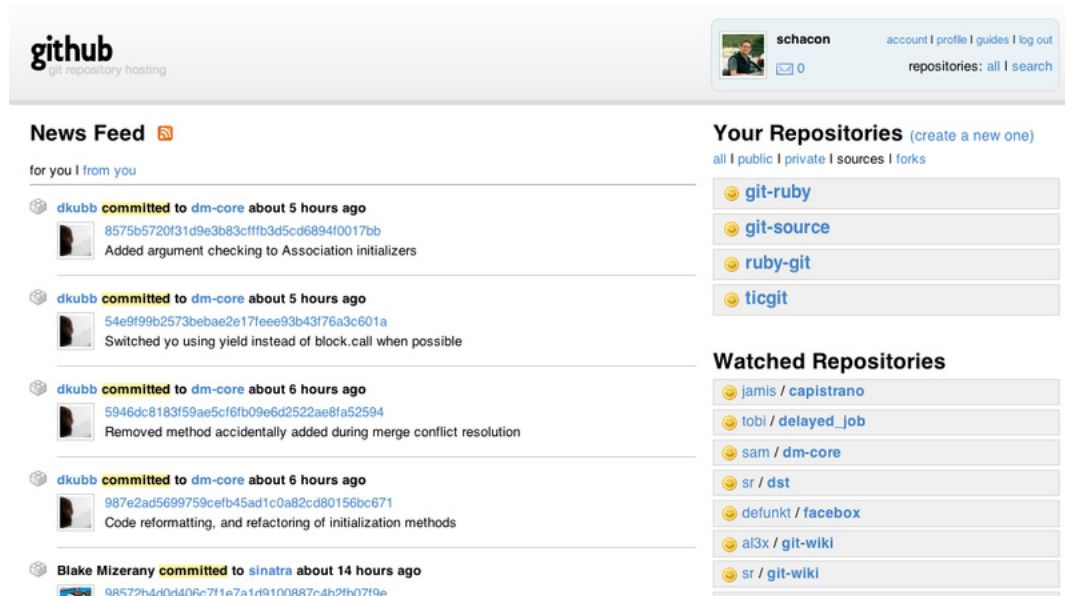 github
git repository hosting
schacon
account | profile | guides | log out
0
repositories: all | search
News Feed
for you | from you
dkubb committed to dm-core about 5 hours ago
8575b5720f31d9e3b83cfffb3d5cd6894f0017bb
Added argument checking to Association initializers
dkubb committed to dm-core about 5 hours ago
54e9f99b2573bebae2e17feee93b43f76a3c601a
Switched yo using yield instead of block.call when possible
dkubb committed to dm-core about 6 hours ago
5946dc8183f59ae5cf6fb09e6d2522ae8fa52594
Removed method accidentally added during merge conflict resolution
dkubb committed to dm-core about 6 hours ago
987e2ad5699759cefb45ad1c0a82cd80156bc671
Code reformatting, and refactoring of initialization methods
Blake Mizerany committed to sinatra about 14 hours ago
Your Repositories (create a new one)
all | public | private | sources | forks
git-ruby
git-source
ruby-git
ticgit
Watched Repositories
jamis / capistrano
tobi / delayed_job
sam / dm-core
sr / dst
defunkt / facebox
al3x / git-wiki
sr / git-wiki